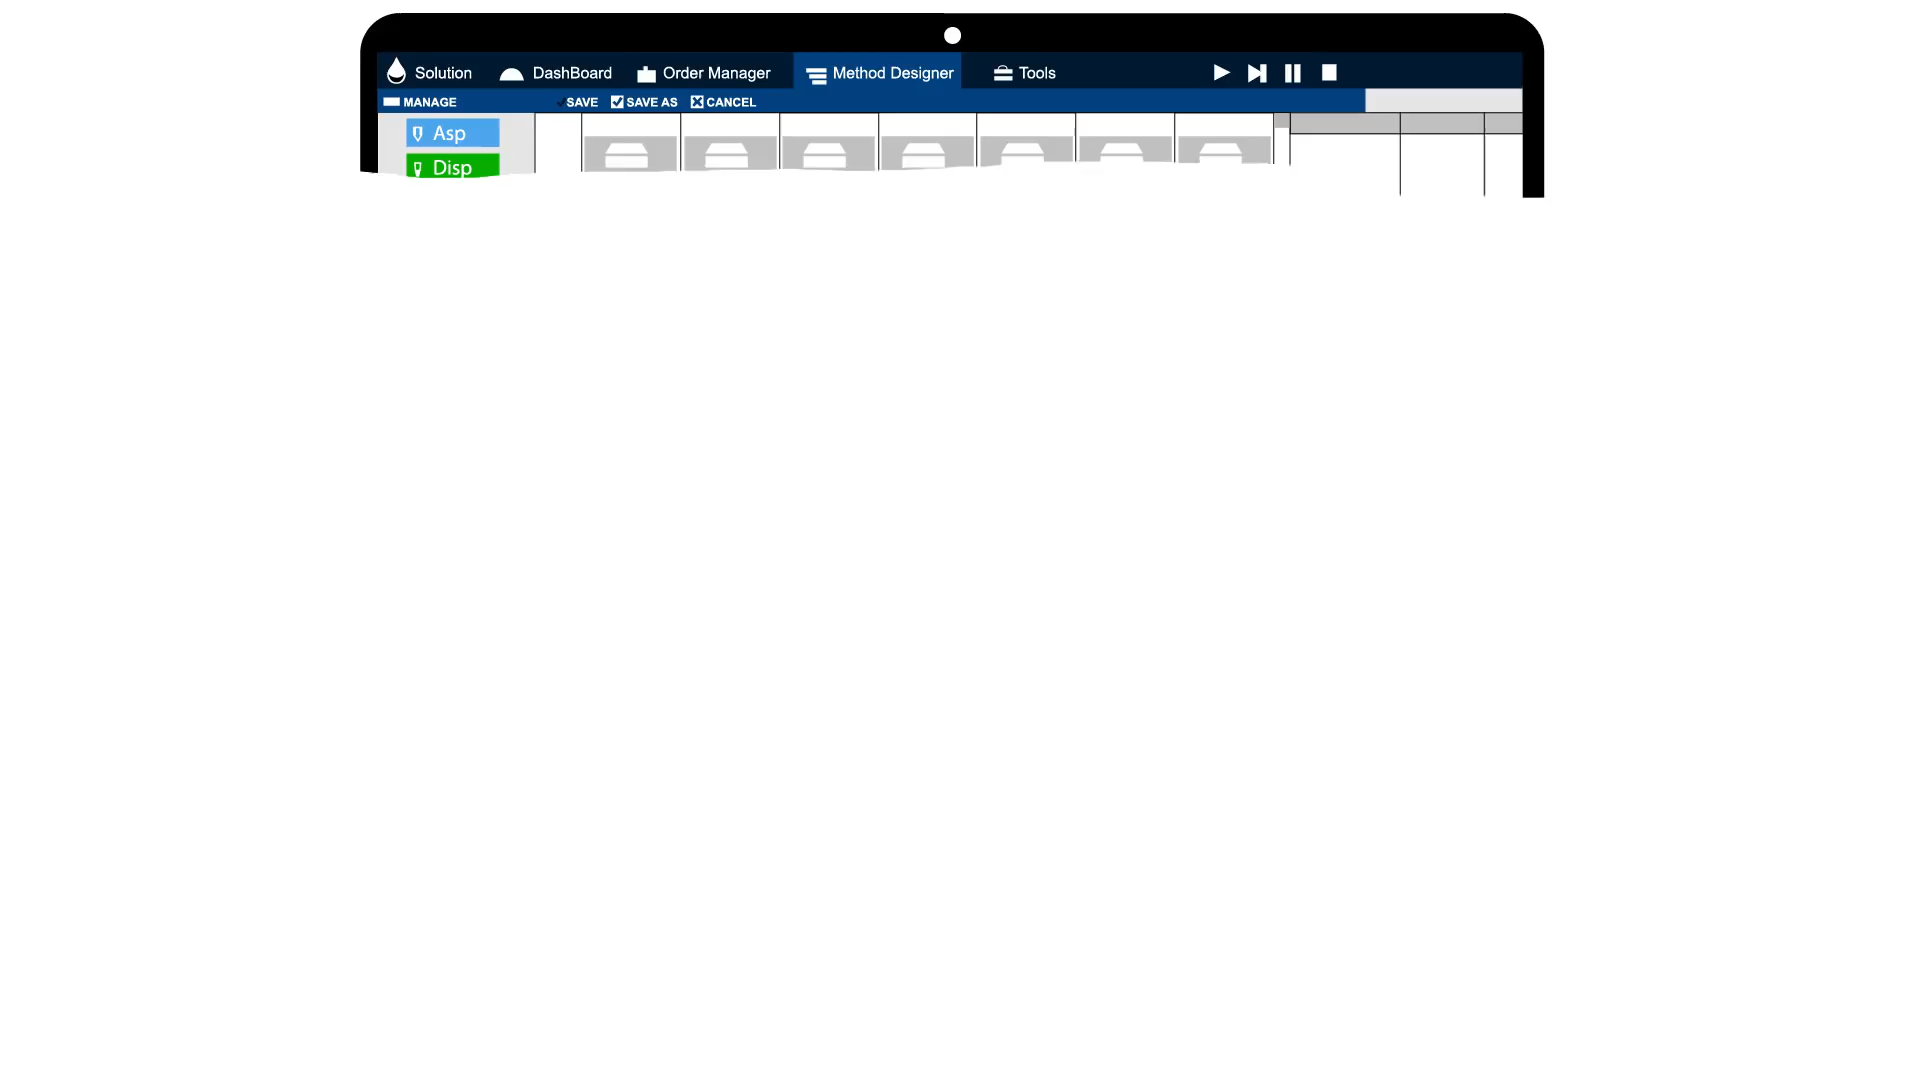 Solution DashBoard Order Manager Method Designer Tools
MANAGE SAVE SAVE AS CANCEL
Asp
Disp